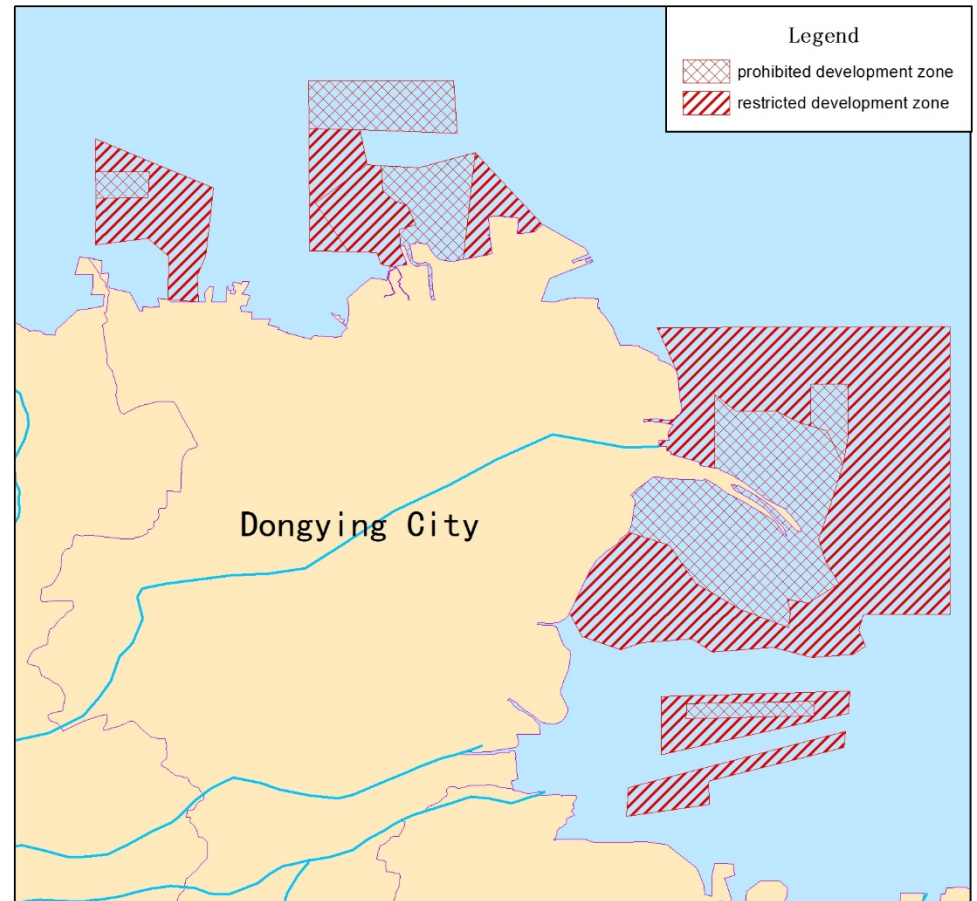 Legend
prohibited development zone
restricted development zone
Dongying City